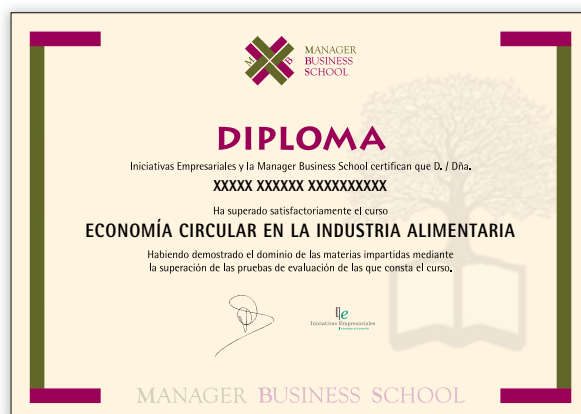 M B
MANAGER
BUSINESS
SCHOOL
DIPLOMA
Iniciativas Empresariales y la Manager Business School certifican que D. / Dña.
XXXXX XXXXXX XXXXXXXXXX
Ha superado satisfactoriamente el curso
ECONOMÍA CIRCULAR EN LA INDUSTRIA ALIMENTARIA
Habiendo demostrado el dominio de las materias impartidas mediante
la superación de las pruebas de evaluación de las que consta el curso.
Iniciativas Empresariales
MANAGER BUSINESS SCHOOL